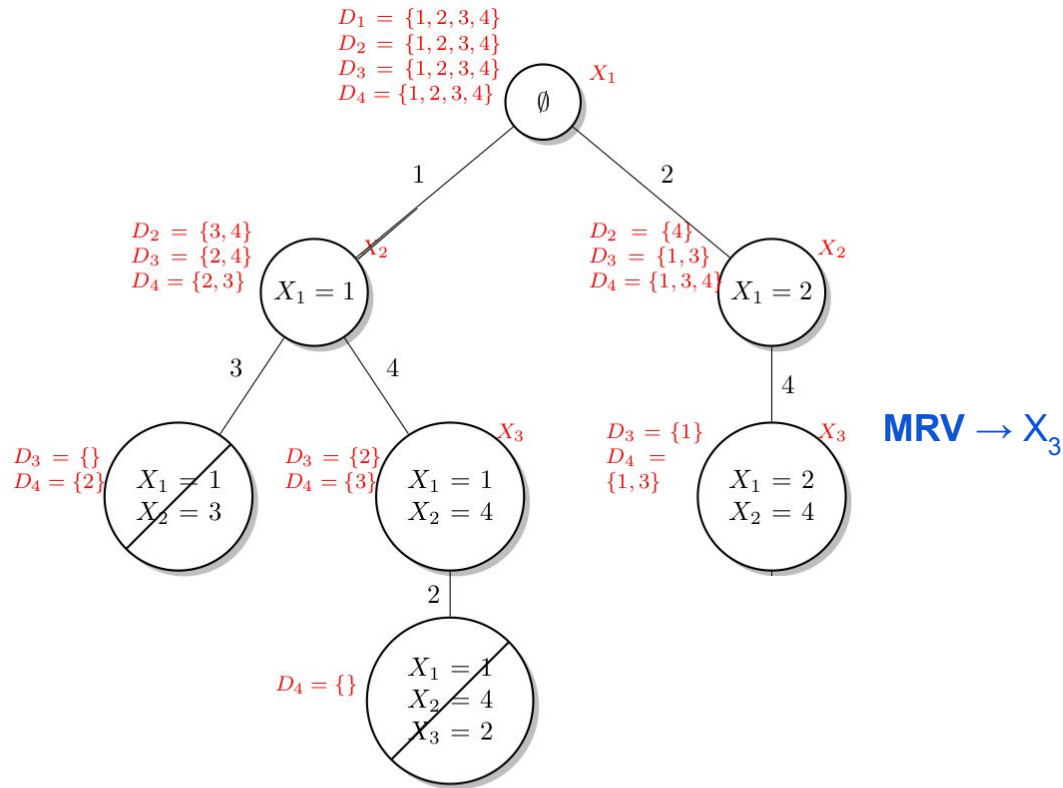 D₁ = {1, 2, 3, 4}
D₂ = {1, 2, 3, 4}
D₃ = {1, 2, 3, 4}
D₄ = {1, 2, 3, 4}
X₁
∅
1
2
D₂ = {3, 4}
D₃ = {2, 4}
D₄ = {2, 3}
X₂
X₁ = 1
D₂ = {4}
D₃ = {1, 3}
D₄ = {1, 3, 4}
X₂
X₁ = 2
3
4
4
D₃ = {}
D₄ = {2}
X₁ = 1
X₂ = 3
D₃ = {2}
D₄ = {3}
X₃
X₁ = 1
X₂ = 4
D₃ = {1}
D₄ =
{1, 3}
X₃
X₁ = 2
X₂ = 4
MRV → X₃
2
D₄ = {}
X₁ = 1
X₂ = 4
X₃ = 2